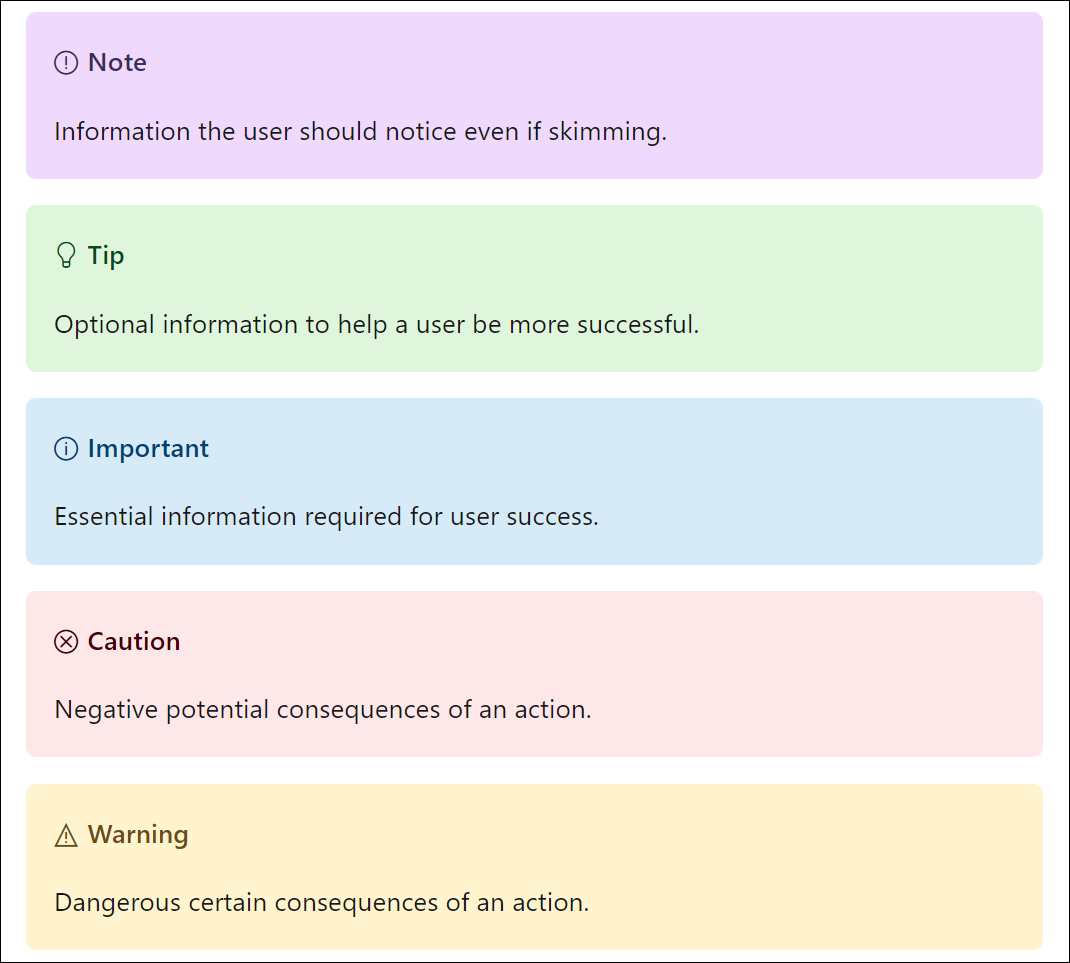 Note
Information the user should notice even if skimming.
Tip
Optional information to help a user be more successful.
Important
Essential information required for user success.
Caution
Negative potential consequences of an action.
Warning
Dangerous certain consequences of an action.